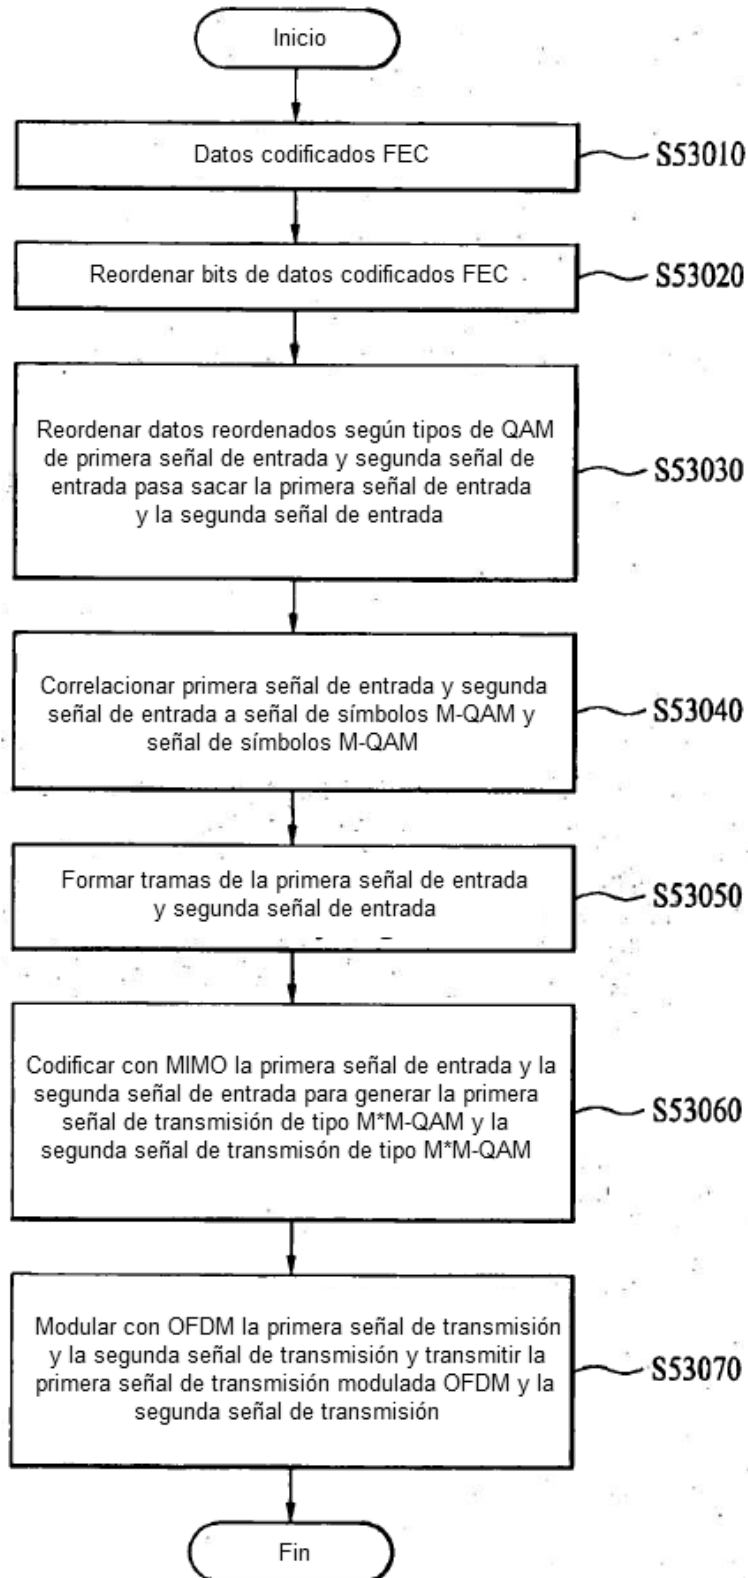 Inicio
Datos codificados FEC
S53010
Reordenar bits de datos codificados FEC
S53020
Reordenar datos reordenados según tipos de QAM
de primera señal de entrada y segunda señal de
entrada pasa sacar la primera señal de entrada
y la segunda señal de entrada
S53030
Correlacionar primera señal de entrada y segunda
señal de entrada a señal de símbolos M-QAM y
señal de símbolos M-QAM
S53040
Formar tramas de la primera señal de entrada
y segunda señal de entrada
S53050
Codificar con MIMO la primera señal de entrada y la
segunda señal de entrada para generar la primera
señal de transmisión de tipo M*M-QAM y la
segunda señal de transmisón de tipo M*M-QAM
S53060
Modular con OFDM la primera señal de transmisión
y la segunda señal de transmisión y transmitir la
primera señal de transmisión modulada OFDM y la
segunda señal de transmisión
S53070
Fin